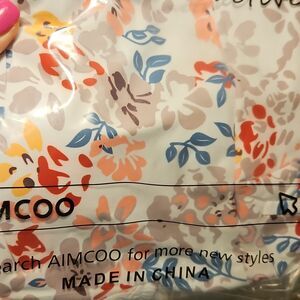 MCOO
earch AIMCOO for more new styles
MADE IN CHINA